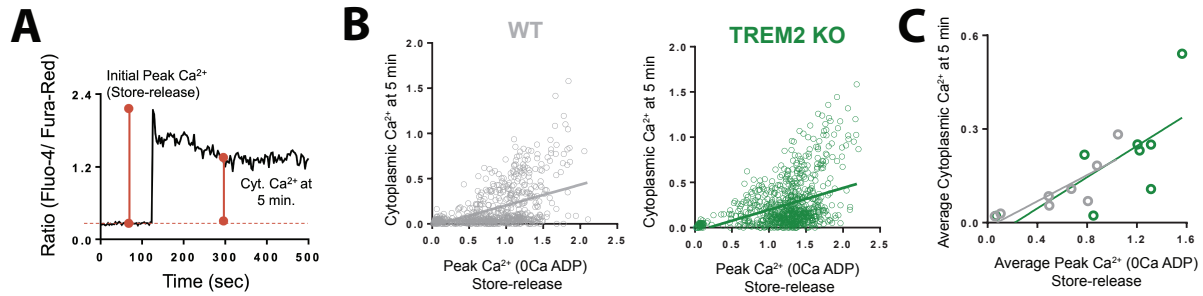 A
Ratio (Fluo-4/ Fura-Red)
2.4
1.2
0.0
Initial Peak Ca²⁺
(Store-release)
Cyt. Ca²⁺ at
5 min.
0 100 200 300 400 500
Time (sec)
B
WT
Cytoplasmic Ca²⁺ at 5 min
2.0
1.5
1.0
0.5
0.0
0.0 0.5 1.0 1.5 2.0 2.5
Peak Ca²⁺ (0Ca ADP)
Store-release
TREM2 KO
Cytoplasmic Ca²⁺ at 5 min
2.0
1.5
1.0
0.5
0.0
0.0 0.5 1.0 1.5 2.0 2.5
Peak Ca²⁺ (0Ca ADP)
Store-release
C
Average Cytoplasmic Ca²⁺ at 5 min
0.6
0.3
0.0
0.0 0.4 0.8 1.2 1.6
Average Peak Ca²⁺ (0Ca ADP)
Store-release